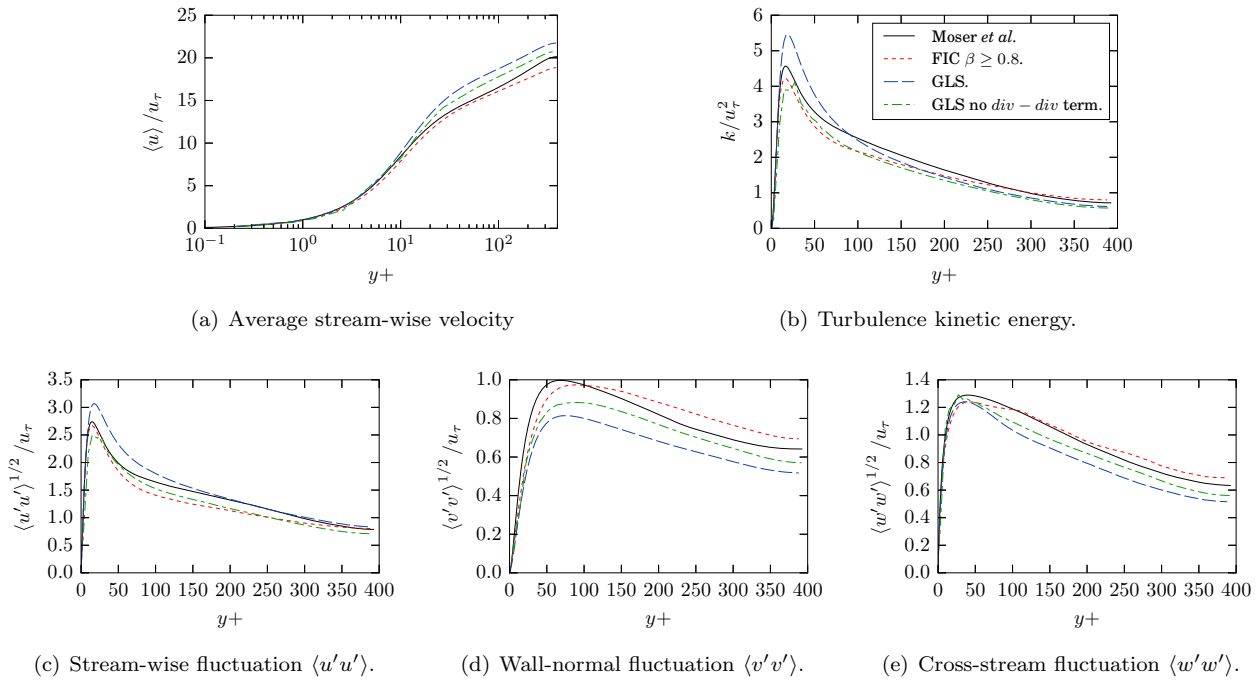 25
20
15
10
5
0
⟨u⟩ /u_τ
10^{-1} 10^0 10^1 10^2
y+
(a) Average stream-wise velocity
6
5
4
3
2
1
0
k/u_τ^2
Moser et al.
FIC β ≥ 0.8.
GLS.
GLS no div − div term.
0 50 100 150 200 250 300 350 400
y+
(b) Turbulence kinetic energy.
3.5
3.0
2.5
2.0
1.5
1.0
0.5
0.0
⟨u′u′⟩^{1/2} /u_τ
0 50 100 150 200 250 300 350 400
y+
(c) Stream-wise fluctuation ⟨u′u′⟩.
1.0
0.8
0.6
0.4
0.2
0.0
⟨v′v′⟩^{1/2} /u_τ
0 50 100 150 200 250 300 350 400
y+
(d) Wall-normal fluctuation ⟨v′v′⟩.
1.4
1.2
1.0
0.8
0.6
0.4
0.2
0.0
⟨w′w′⟩^{1/2} /u_τ
0 50 100 150 200 250 300 350 400
y+
(e) Cross-stream fluctuation ⟨w′w′⟩.